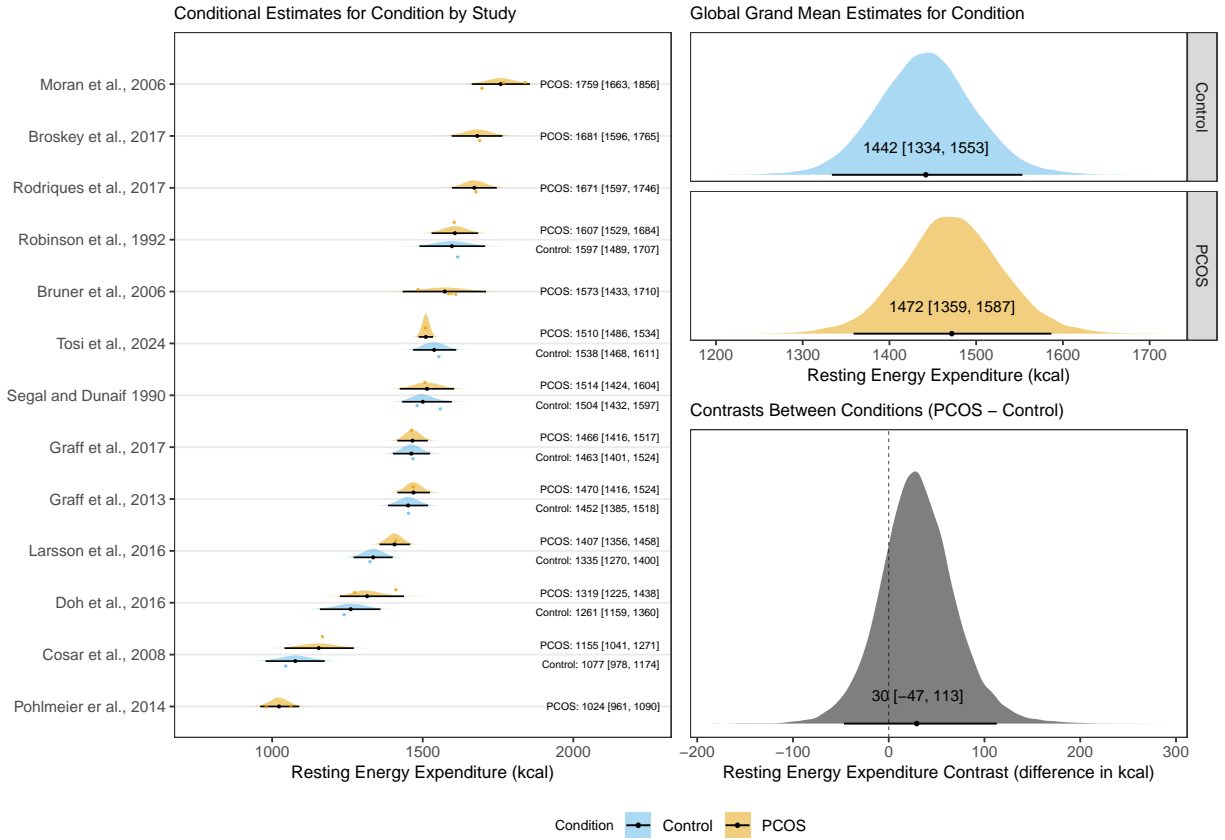 Conditional Estimates for Condition by Study
Moran et al., 2006
PCOS: 1759 [1663, 1856]
Broskey et al., 2017
PCOS: 1681 [1596, 1765]
Rodriques et al., 2017
PCOS: 1671 [1597, 1746]
Robinson et al., 1992
PCOS: 1607 [1529, 1684]
Control: 1597 [1489, 1707]
Bruner et al., 2006
PCOS: 1573 [1433, 1710]
Tosi et al., 2024
PCOS: 1510 [1486, 1534]
Control: 1538 [1468, 1611]
Segal and Dunaif 1990
PCOS: 1514 [1424, 1604]
Control: 1504 [1432, 1597]
Graff et al., 2017
PCOS: 1466 [1416, 1517]
Control: 1463 [1401, 1524]
Graff et al., 2013
PCOS: 1470 [1416, 1524]
Control: 1452 [1385, 1518]
Larsson et al., 2016
PCOS: 1407 [1356, 1458]
Control: 1335 [1270, 1400]
Doh et al., 2016
PCOS: 1319 [1225, 1438]
Control: 1261 [1159, 1360]
Cosar et al., 2008
PCOS: 1155 [1041, 1271]
Control: 1077 [978, 1174]
Pohlmeier er al., 2014
PCOS: 1024 [961, 1090]
1000 1500 2000
Resting Energy Expenditure (kcal)
Global Grand Mean Estimates for Condition
1442 [1334, 1553]
Control
1472 [1359, 1587]
PCOS
1200 1300 1400 1500 1600 1700
Resting Energy Expenditure (kcal)
Contrasts Between Conditions (PCOS − Control)
30 [−47, 113]
−200 −100 0 100 200 300
Resting Energy Expenditure Contrast (difference in kcal)
Condition Control PCOS